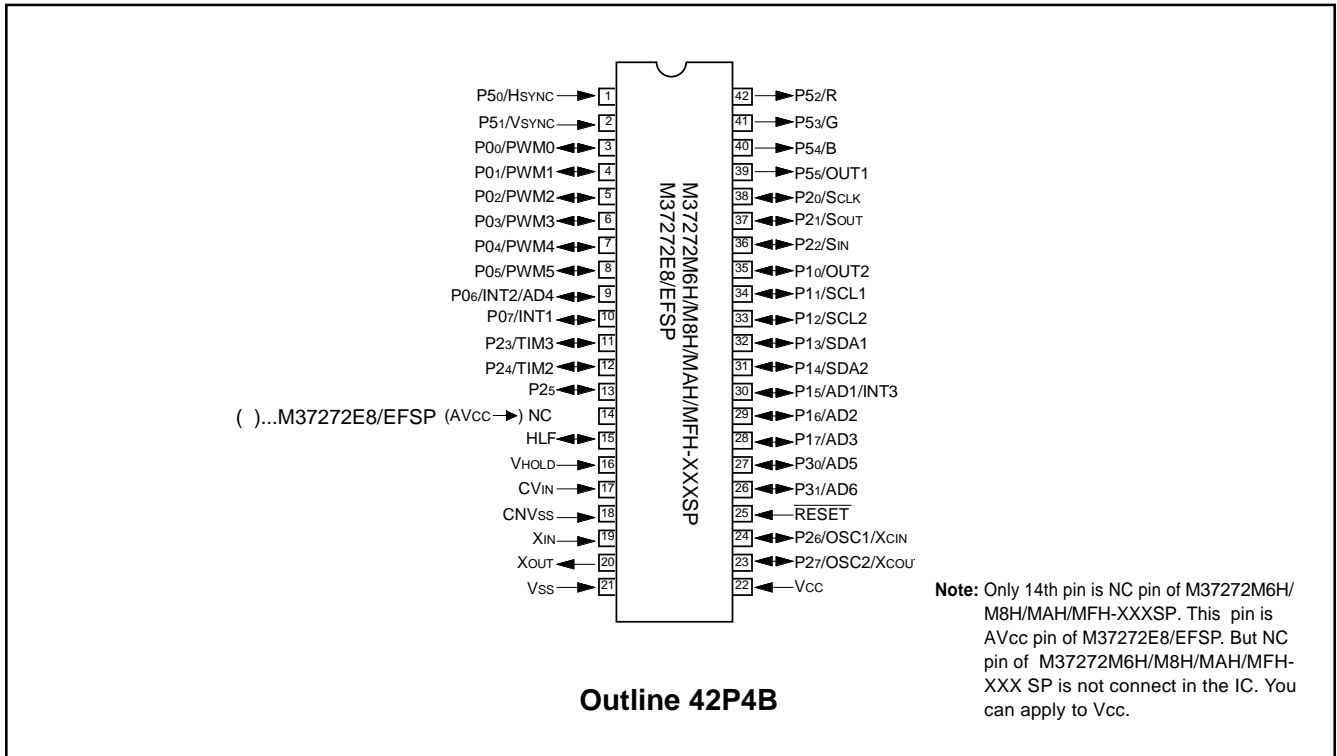 P50/HSYNC 1
P51/VSYNC 2
P00/PWM0 3
P01/PWM1 4
P02/PWM2 5
P03/PWM3 6
P04/PWM4 7
P05/PWM5 8
P06/INT2/AD4 9
P07/INT1 10
P23/TIM3 11
P24/TIM2 12
P25 13
( )...M37272E8/EFSP (AVCC→) NC 14
HLF 15
VHOLD 16
CVIN 17
CNVSS 18
XIN 19
XOUT 20
VSS 21
M37272M6H/M8H/MAH/MFH-XXXSP
M37272E8/EFSP
42 P52/R
41 P53/G
40 P54/B
39 P55/OUT1
38 P20/SCLK
37 P21/SOUT
36 P22/SIN
35 P10/OUT2
34 P11/SCL1
33 P12/SCL2
32 P13/SDA1
31 P14/SDA2
30 P15/AD1/INT3
29 P16/AD2
28 P17/AD3
27 P30/AD5
26 P31/AD6
25 RESET
24 P26/OSC1/XCIN
23 P27/OSC2/XCOU
22 VCC
Note: Only 14th pin is NC pin of M37272M6H/
M8H/MAH/MFH-XXXSP. This pin is
AVcc pin of M37272E8/EFSP. But NC
pin of M37272M6H/M8H/MAH/MFH-
XXX SP is not connect in the IC. You
can apply to Vcc.
Outline 42P4B